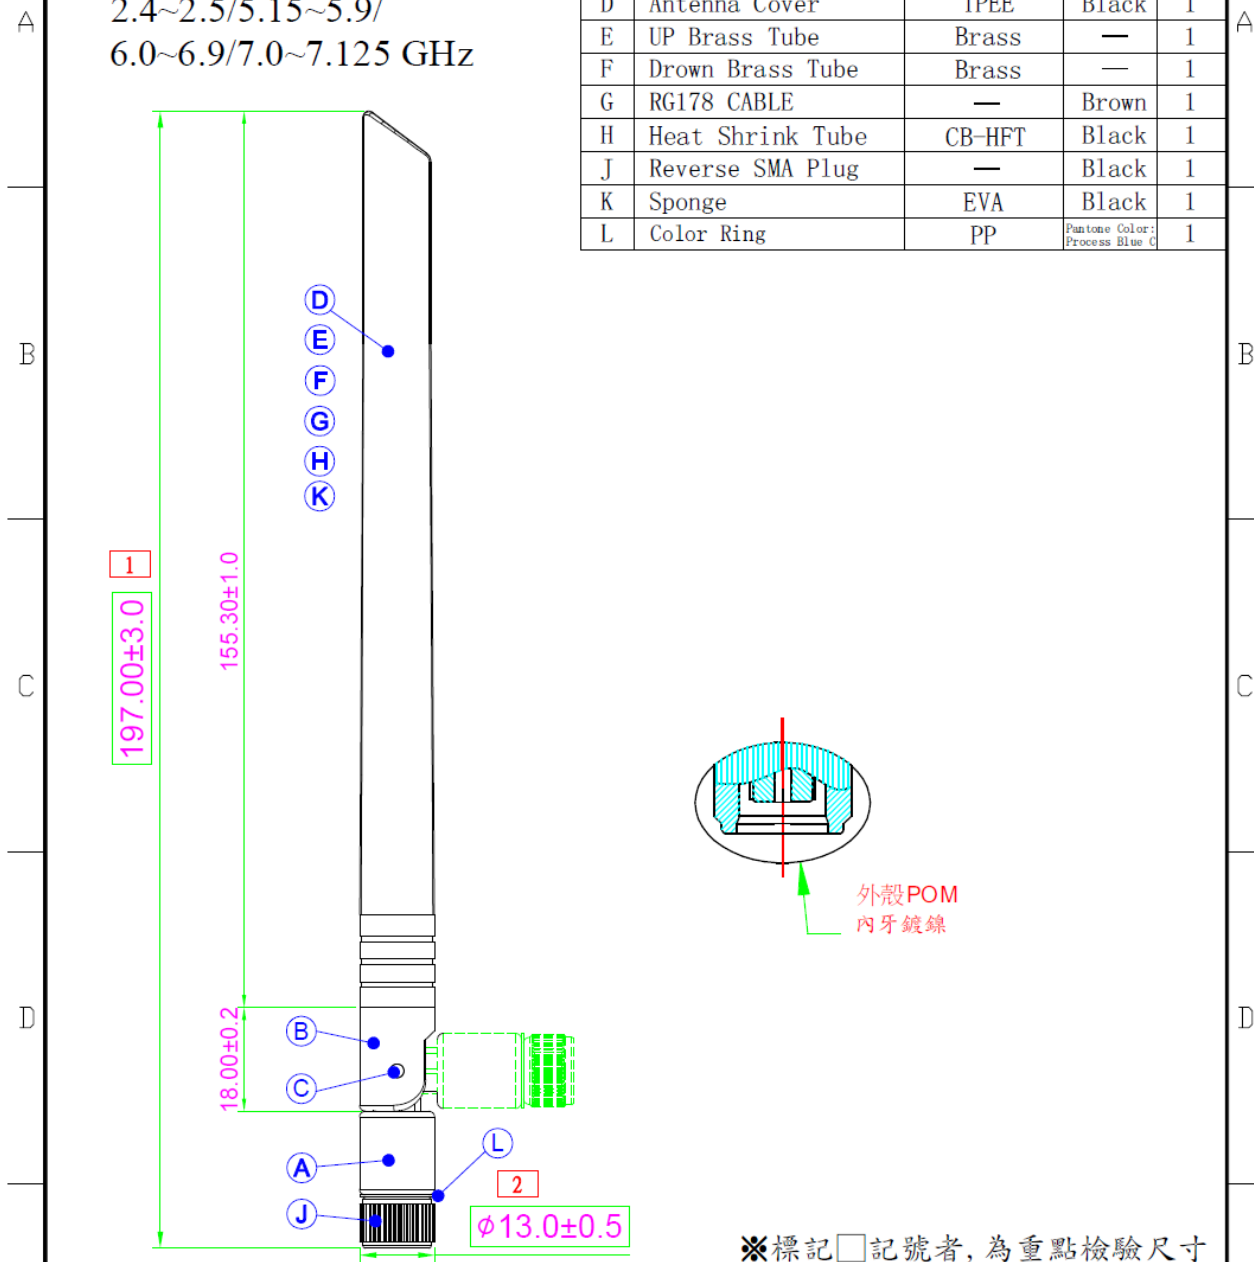 A
2.4~2.5/5.15~5.9/
6.0~6.9/7.0~7.125 GHz
D Antenna Cover TPEE Black 1
E UP Brass Tube Brass — 1
F Drown Brass Tube Brass — 1
G RG178 CABLE — Brown 1
H Heat Shrink Tube CB-HFT Black 1
J Reverse SMA Plug — Black 1
K Sponge EVA Black 1
L Color Ring PP Pantone Color: Process Blue C 1
A
B
B
C
C
D
D
D
E
F
G
H
K
1
197.00±3.0
155.30±1.0
18.00±0.2
外殼POM
內牙鍍鎳
B
C
A
L
J
2
ϕ13.0±0.5
※標記□記號者,為重點檢驗尺寸